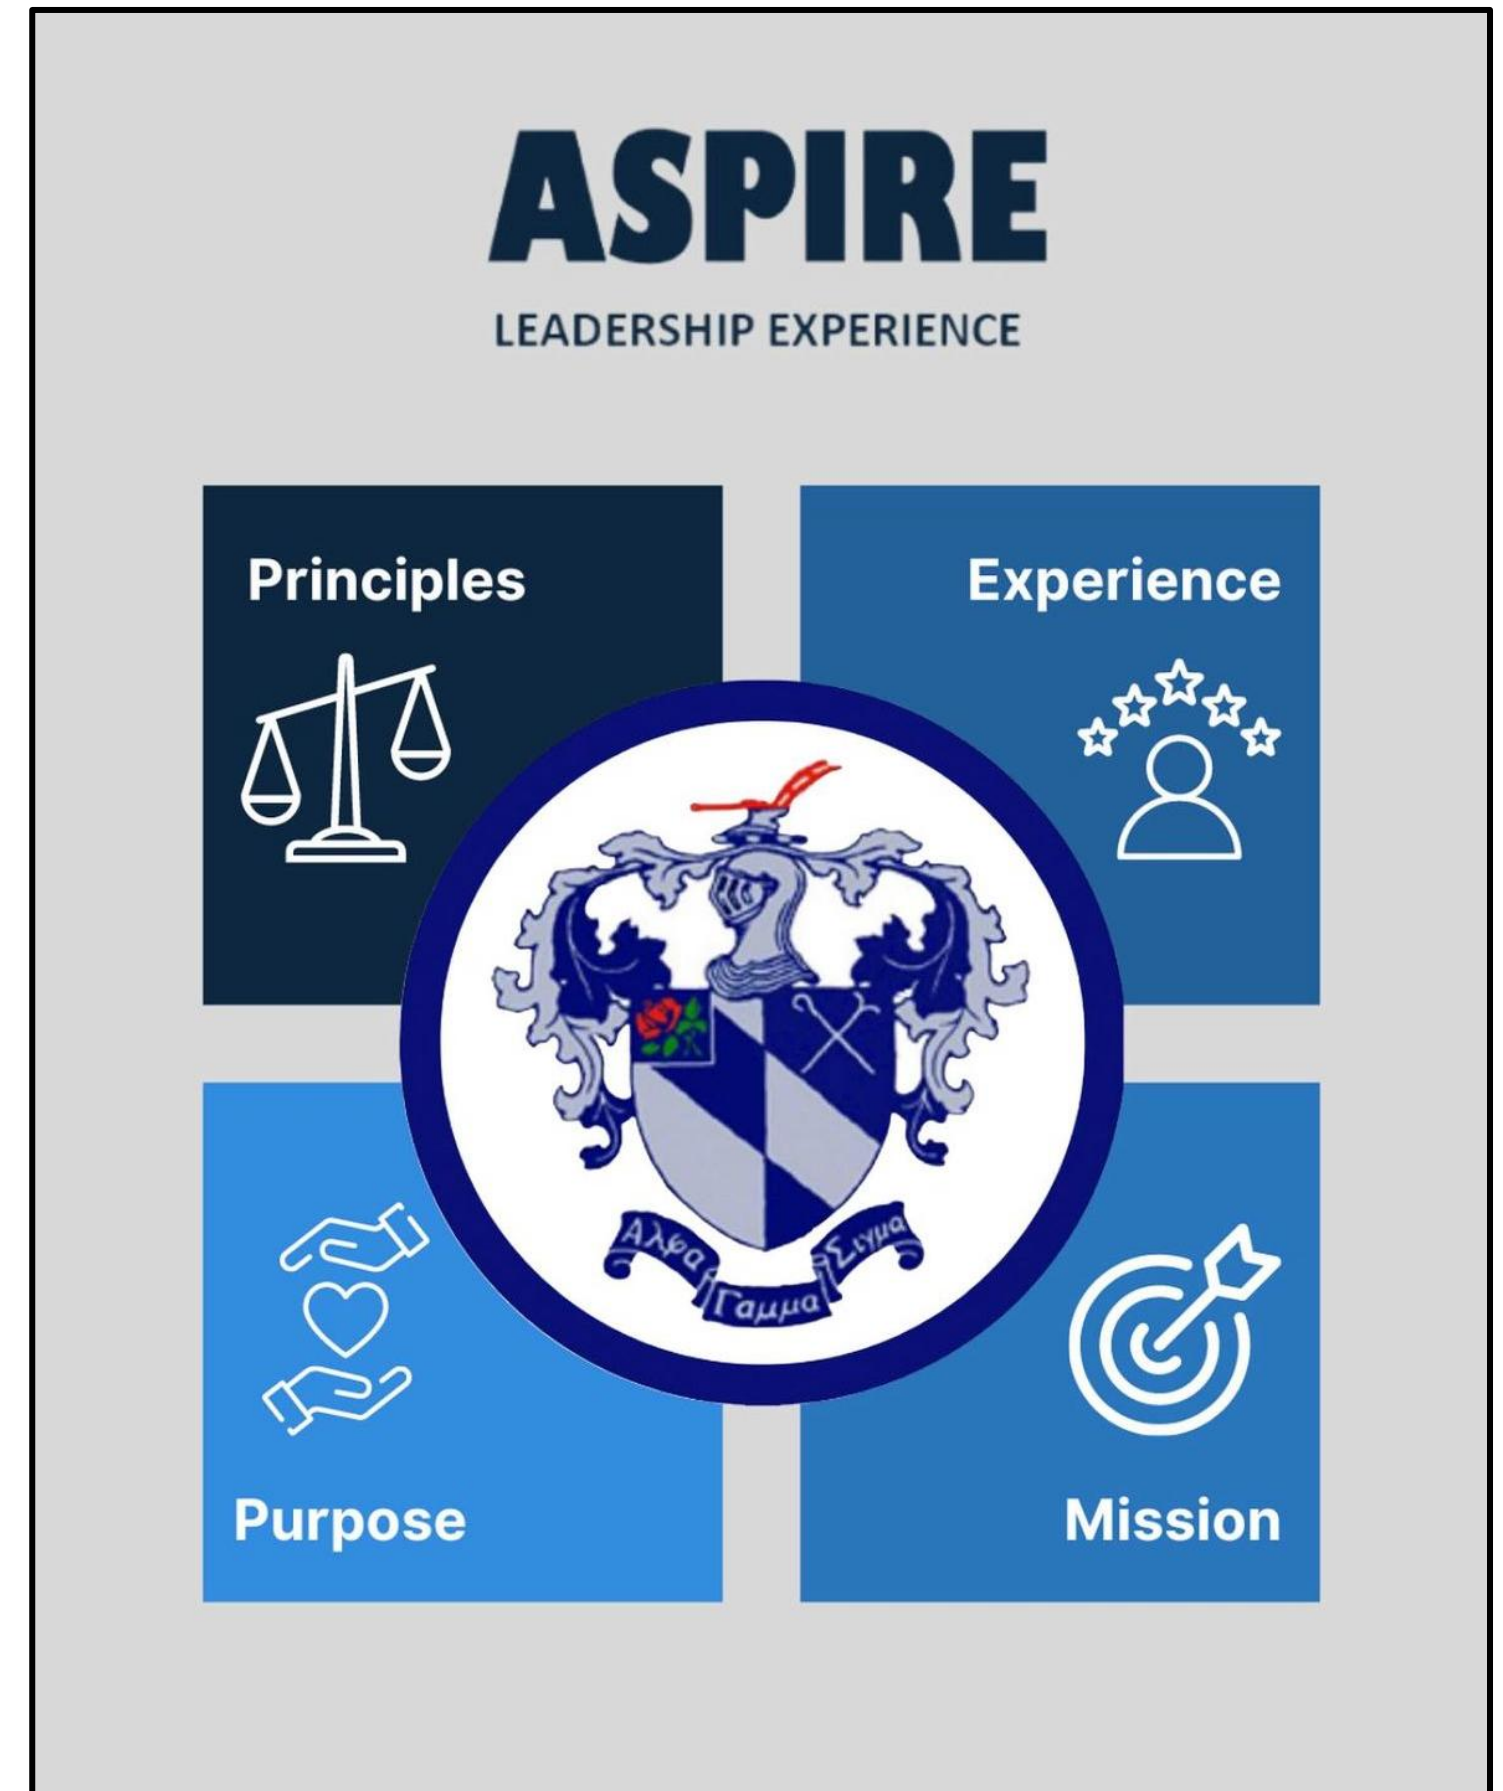 ASPIRE
LEADERSHIP EXPERIENCE
Principles
Experience
Αλφα
Γαμμα
Σιγμα
Purpose
Mission